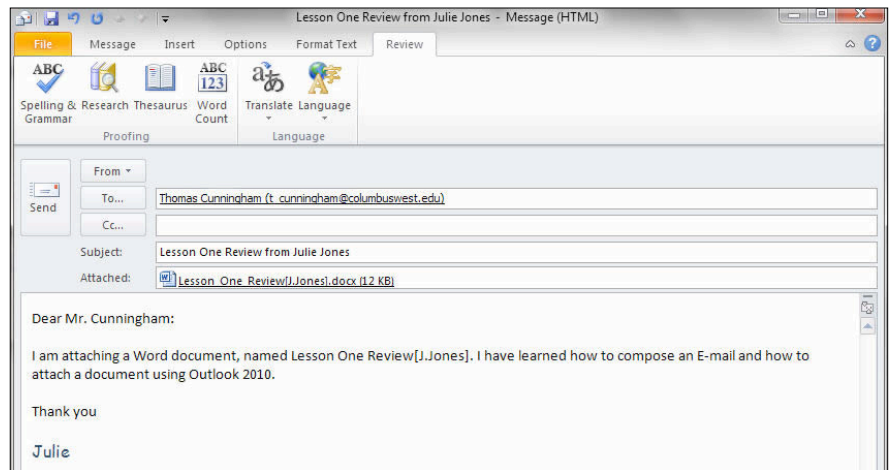 Lesson One Review from Julie Jones - Message (HTML)
File Message Insert Options Format Text Review
ABC
ABC
123
a あ
Spelling & Grammar Research Thesaurus Word Count Translate Language
Proofing Language
From
To... Thomas Cunningham (t_cunningham@columbuswest.edu)
Send
Cc...
Subject: Lesson One Review from Julie Jones
Attached: Lesson_One_Review[J.Jones].docx (12 KB)
Dear Mr. Cunningham:
I am attaching a Word document, named Lesson One Review[J.Jones]. I have learned how to compose an E-mail and how to
attach a document using Outlook 2010.
Thank you
Julie